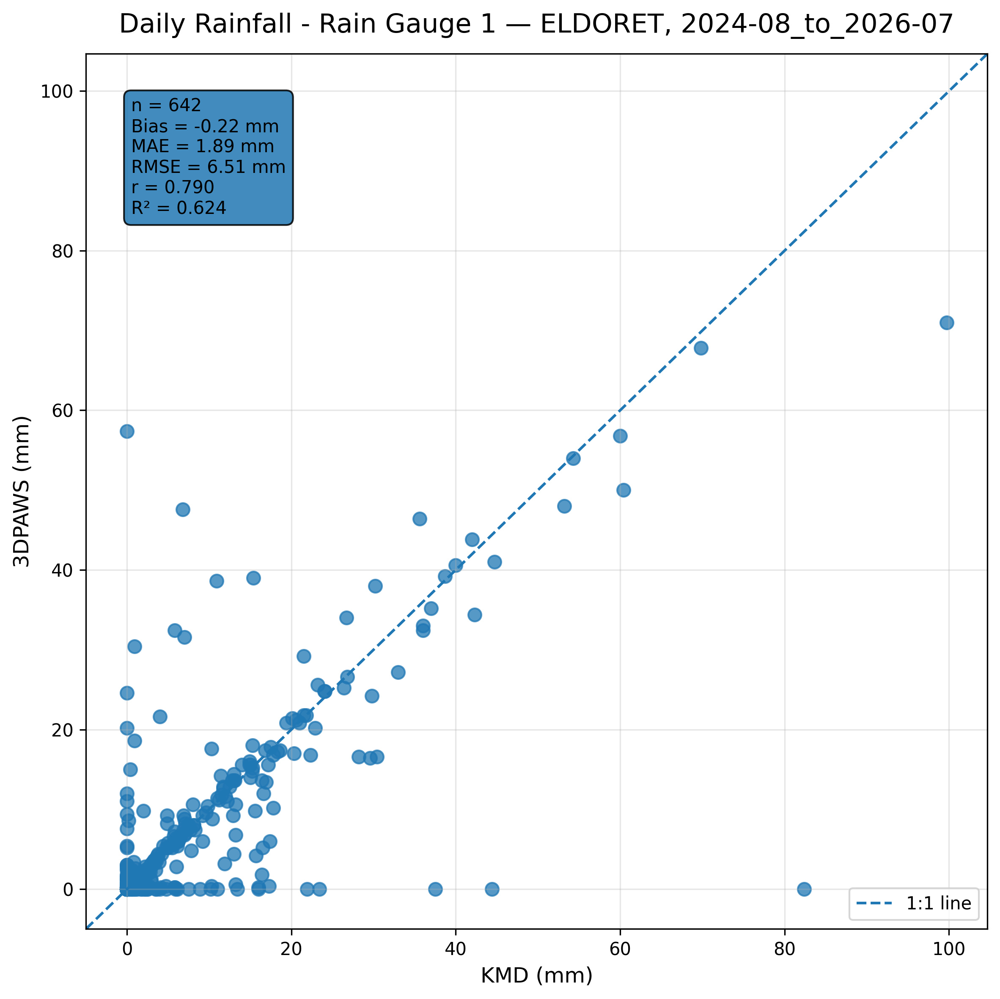 Daily Rainfall - Rain Gauge 1 — ELDORET, 2024-08_to_2026-07
n = 642
Bias = -0.22 mm
MAE = 1.89 mm
RMSE = 6.51 mm
r = 0.790
R² = 0.624
100
80
60
40
20
0
3DPAWS (mm)
1:1 line
0 20 40 60 80 100
KMD (mm)